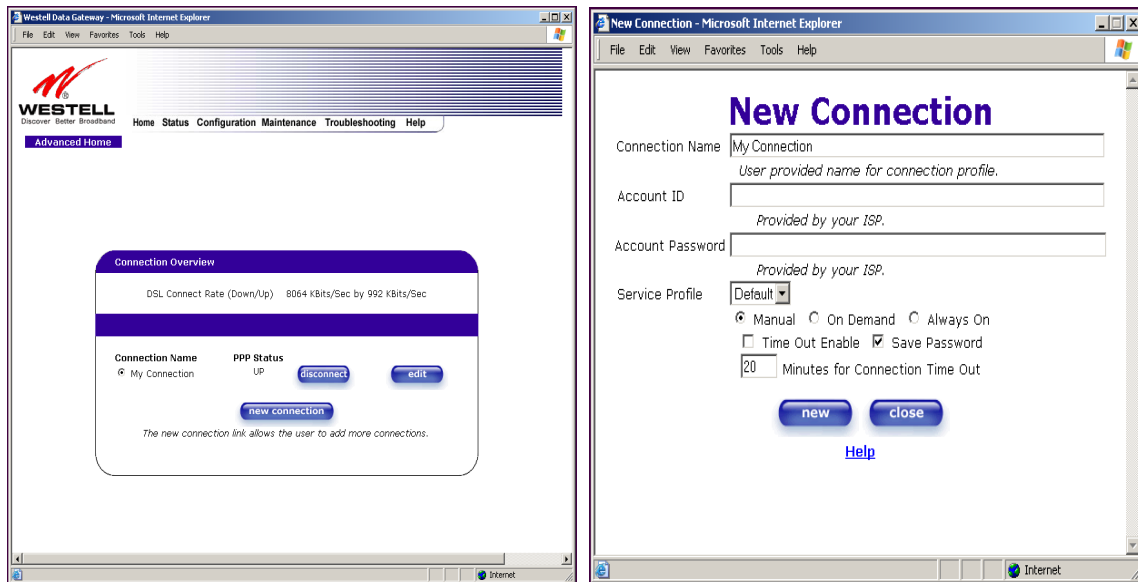 Westell Data Gateway - Microsoft Internet Explorer
File Edit View Favorites Tools Help
WESTELL
Discover Better Broadband
Home Status Configuration Maintenance Troubleshooting Help
Advanced Home
Connection Overview
DSL Connect Rate (Down/Up) 8064 KBits/Sec by 992 KBits/Sec
Connection Name PPP Status
My Connection UP disconnect edit
new connection
The new connection link allows the user to add more connections.
Internet
New Connection - Microsoft Internet Explorer
File Edit View Favorites Tools Help
New Connection
Connection Name My Connection
User provided name for connection profile.
Account ID
Provided by your ISP.
Account Password
Provided by your ISP.
Service Profile Default
Manual On Demand Always On
Time Out Enable Save Password
20 Minutes for Connection Time Out
new close
Help
Internet